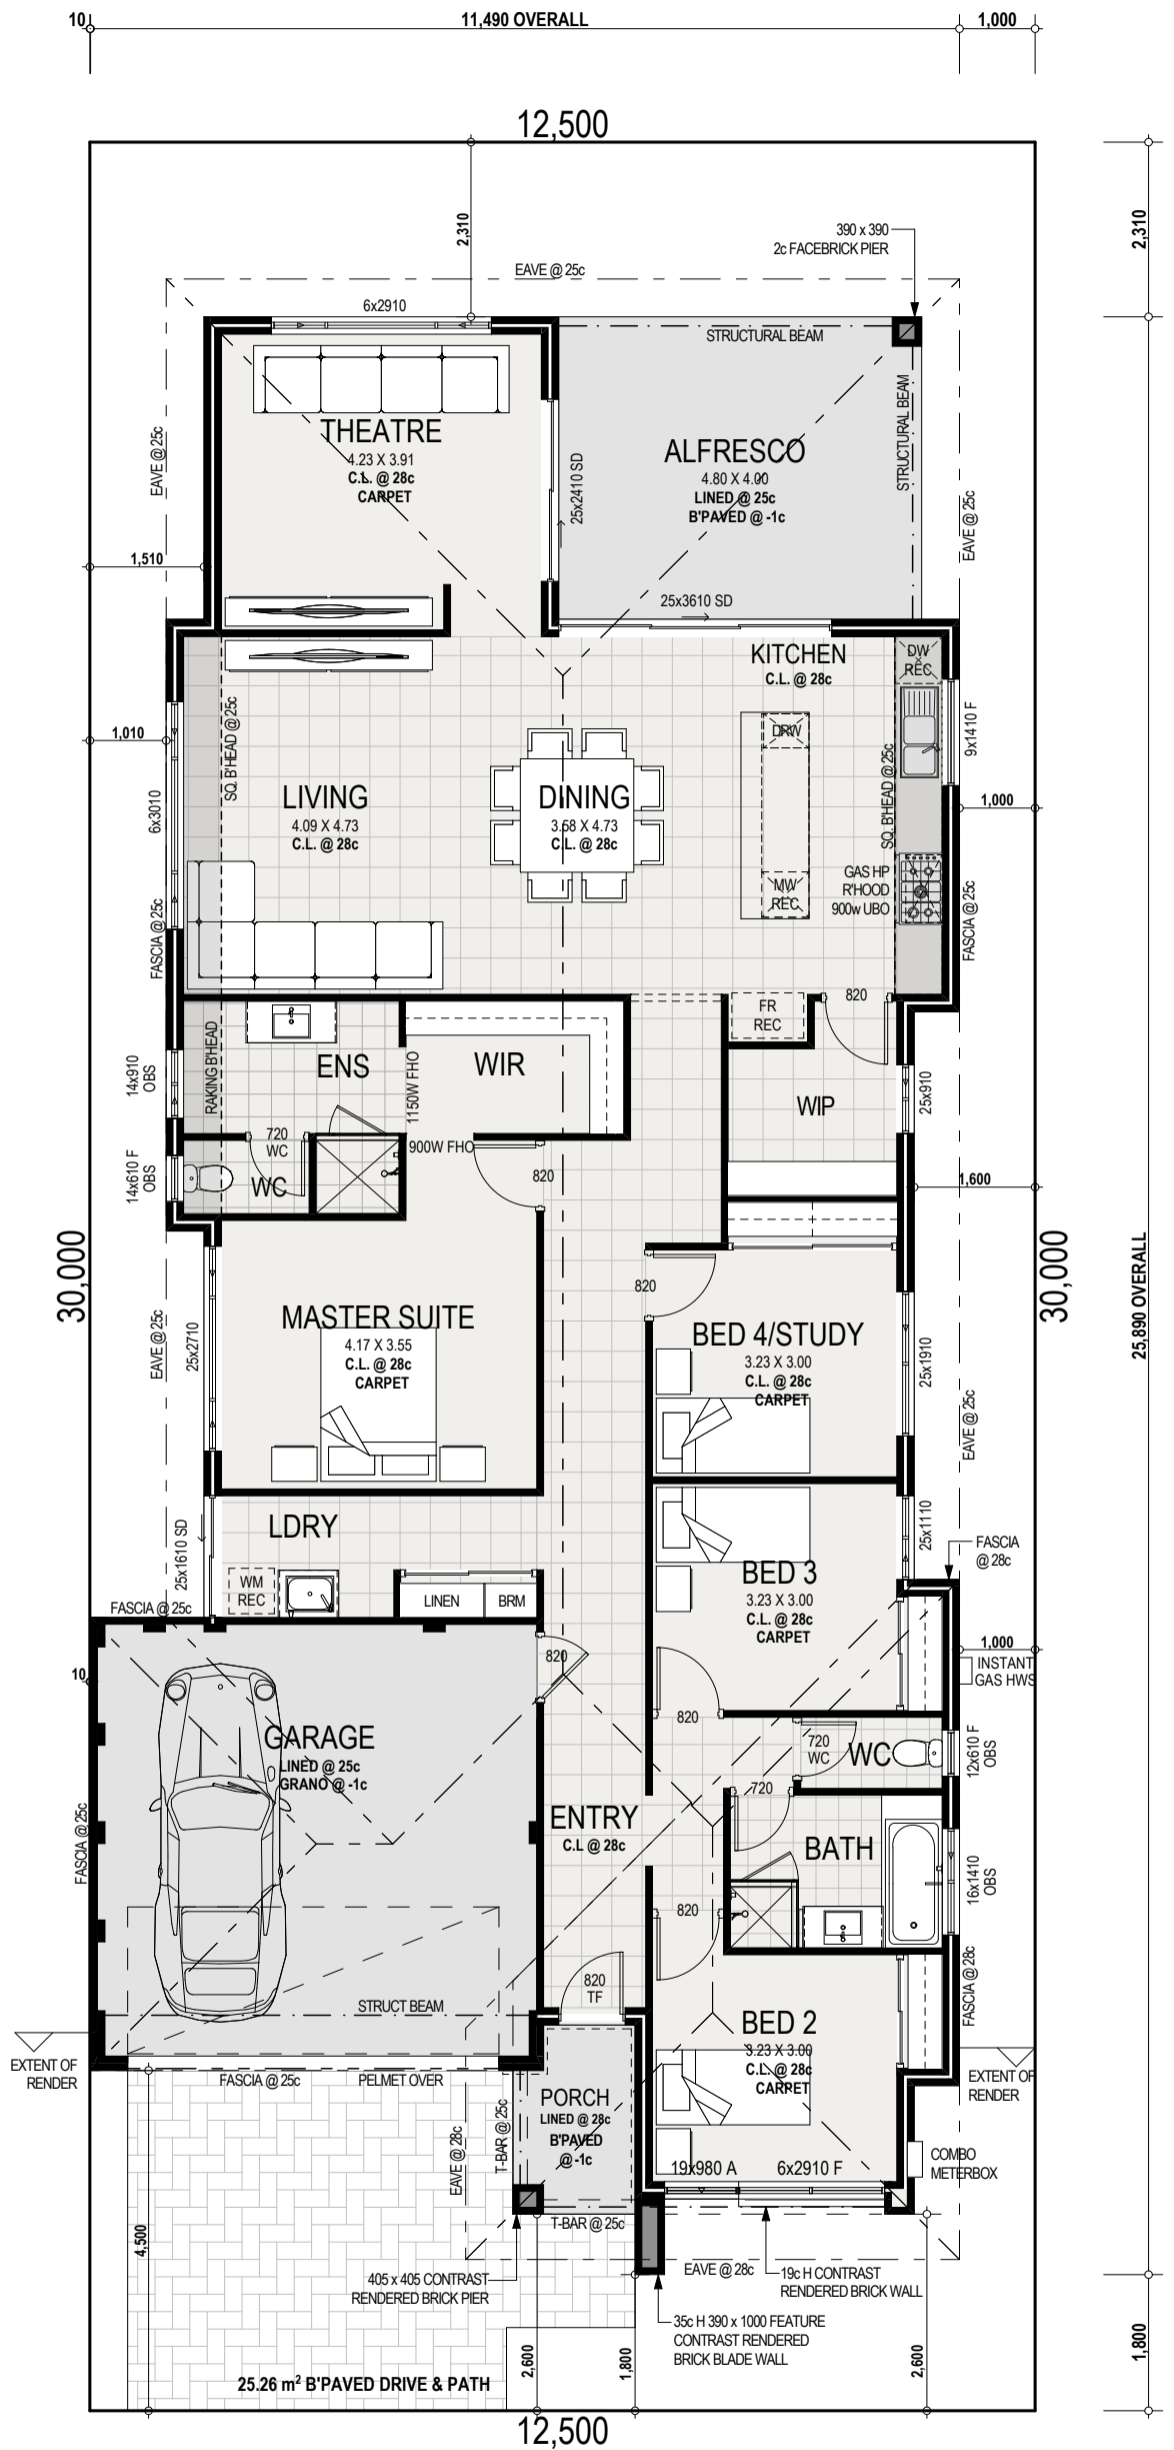 10
11,490 OVERALL
1,000
12,500
2,310
2,310
390 x 390
2c FACEBRICK PIER
EAVE @ 25c
6x2910
STRUCTURAL BEAM
STRUCTURAL BEAM
EAVE @ 25c
THEATRE
4.23 X 3.91
C.L. @ 28c
CARPET
25x2410 SD
ALFRESCO
4.80 X 4.00
LINED @ 25c
B'PAVED @ -1c
EAVE @ 25c
1,510
25x3610 SD
KITCHEN
C.L. @ 28c
DW
REC
SQ. B'HEAD @ 25c
9x1410 F
1,010
DRW
6x3010
LIVING
4.09 X 4.73
C.L. @ 28c
DINING
3.58 X 4.73
C.L. @ 28c
SQ. B'HEAD @ 25c
1,000
GAS HP
R'HOOD
900w UBO
MW
REC
FASCIA @ 25c
FASCIA @ 25c
FR
REC
820
RAKING B'HEAD
14x910
OBS
ENS
1150W FHO
WIR
WIP
25x910
720
WC
900W FHO
14x610 F
OBS
WC
820
1,600
30,000
30,000
25,890 OVERALL
820
EAVE @ 25c
25x2710
MASTER SUITE
4.17 X 3.55
C.L. @ 28c
CARPET
BED 4/STUDY
3.23 X 3.00
C.L. @ 28c
CARPET
25x1910
EAVE @ 25c
LDRY
25x1610 SD
WM
REC
LINEN
BRM
25x1110
FASCIA
@ 28c
BED 3
3.23 X 3.00
C.L. @ 28c
CARPET
FASCIA @ 25c
820
1,000
INSTANT
GAS HWS
10
820
GARAGE
LINED @ 25c
GRANO @ -1c
720
WC
WC
12x610 F
OBS
720
FASCIA @ 25c
ENTRY
C.L @ 28c
BATH
16x1410
OBS
820
820
TF
STRUCT BEAM
FASCIA @ 28c
BED 2
3.23 X 3.00
C.L. @ 28c
CARPET
EXTENT OF
RENDER
EXTENT OF
RENDER
FASCIA @ 25c
PELMET OVER
PORCH
LINED @ 28c
B'PAVED
@ -1c
T-BAR @ 25c
EAVE @ 28c
COMBO
METERBOX
19x980 A
6x2910 F
T-BAR @ 25c
4,500
EAVE @ 28c
405 x 405 CONTRAST
RENDERED BRICK PIER
19c H CONTRAST
RENDERED BRICK WALL
35c H 390 x 1000 FEATURE
CONTRAST RENDERED
BRICK BLADE WALL
2,600
1,800
2,600
1,800
25.26 m² B'PAVED DRIVE & PATH
12,500